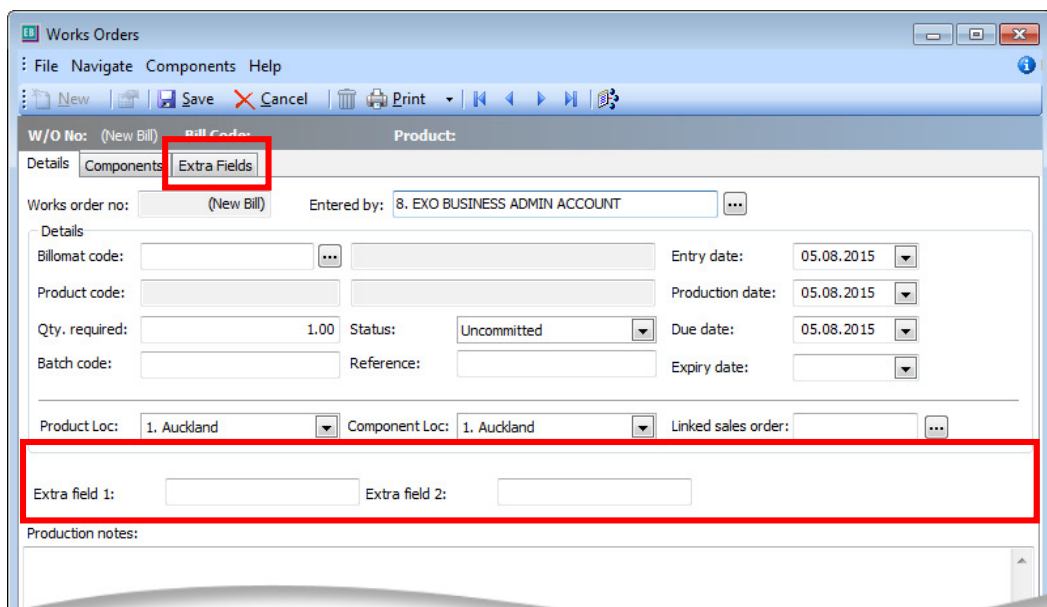 EB Works Orders
File Navigate Components Help
New Save Cancel Print
W/O No: (New Bill) Bill Code: Product:
Details Components Extra Fields
Works order no: (New Bill) Entered by: 8. EXO BUSINESS ADMIN ACCOUNT ...
Details
Billomat code: ... Entry date: 05.08.2015
Product code: Production date: 05.08.2015
Qty. required: 1.00 Status: Uncommitted Due date: 05.08.2015
Batch code: Reference: Expiry date:
Product Loc: 1. Auckland Component Loc: 1. Auckland Linked sales order: ...
Extra field 1: Extra field 2:
Production notes: